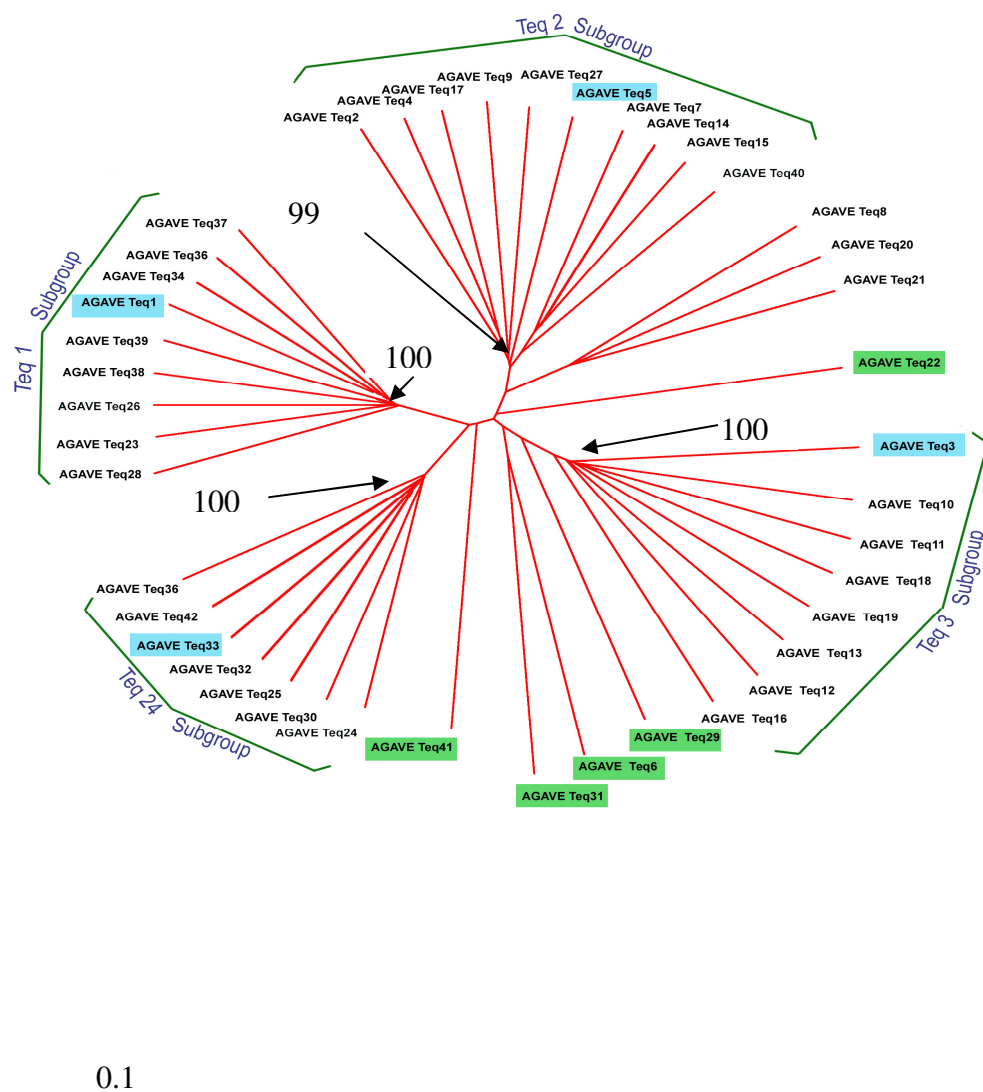 Teq 2 Subgroup
AGAVE Teq2
AGAVE Teq4
AGAVE Teq17
AGAVE Teq9
AGAVE Teq27
AGAVE Teq5
AGAVE Teq7
AGAVE Teq14
AGAVE Teq15
AGAVE Teq40
AGAVE Teq8
AGAVE Teq20
AGAVE Teq21
AGAVE Teq22
99
100
Teq 1 Subgroup
AGAVE Teq37
AGAVE Teq36
AGAVE Teq34
AGAVE Teq1
AGAVE Teq39
AGAVE Teq38
AGAVE Teq26
AGAVE Teq23
AGAVE Teq28
100
AGAVE Teq3
AGAVE Teq10
AGAVE Teq11
AGAVE Teq18
AGAVE Teq19
AGAVE Teq13
AGAVE Teq12
AGAVE Teq16
Teq 3 Subgroup
100
AGAVE Teq36
AGAVE Teq42
AGAVE Teq33
AGAVE Teq32
AGAVE Teq25
AGAVE Teq30
AGAVE Teq24
Teq 24 Subgroup
AGAVE Teq41
AGAVE Teq29
AGAVE Teq6
AGAVE Teq31
0.1